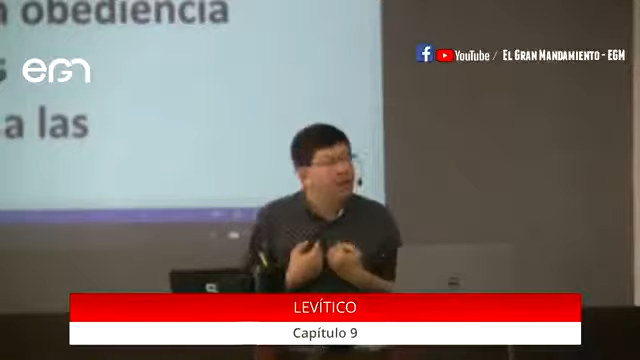 obediencia
a las
egm
YouTube / EL GRAN MANDAMIENTO - EGM
LEVÍTICO
Capítulo 9